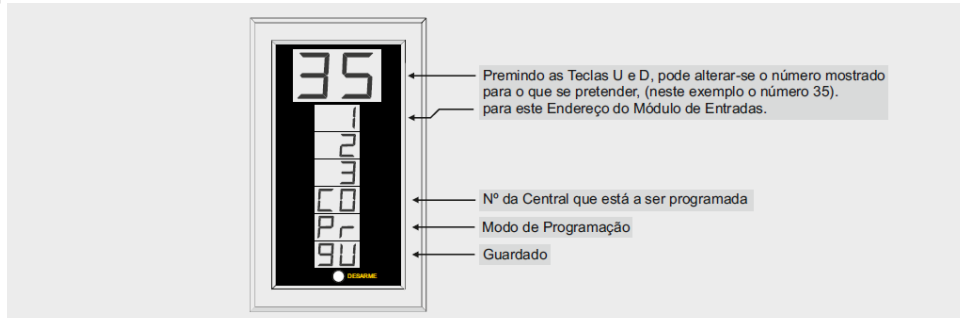 35
Premindo as Teclas U e D, pode alterar-se o número mostrado
para o que se pretender, (neste exemplo o número 35).
1
para este Endereço do Módulo de Entradas.
2
3
C0
Nº da Central que está a ser programada
Pr
Modo de Programação
gU
Guardado
DESARME